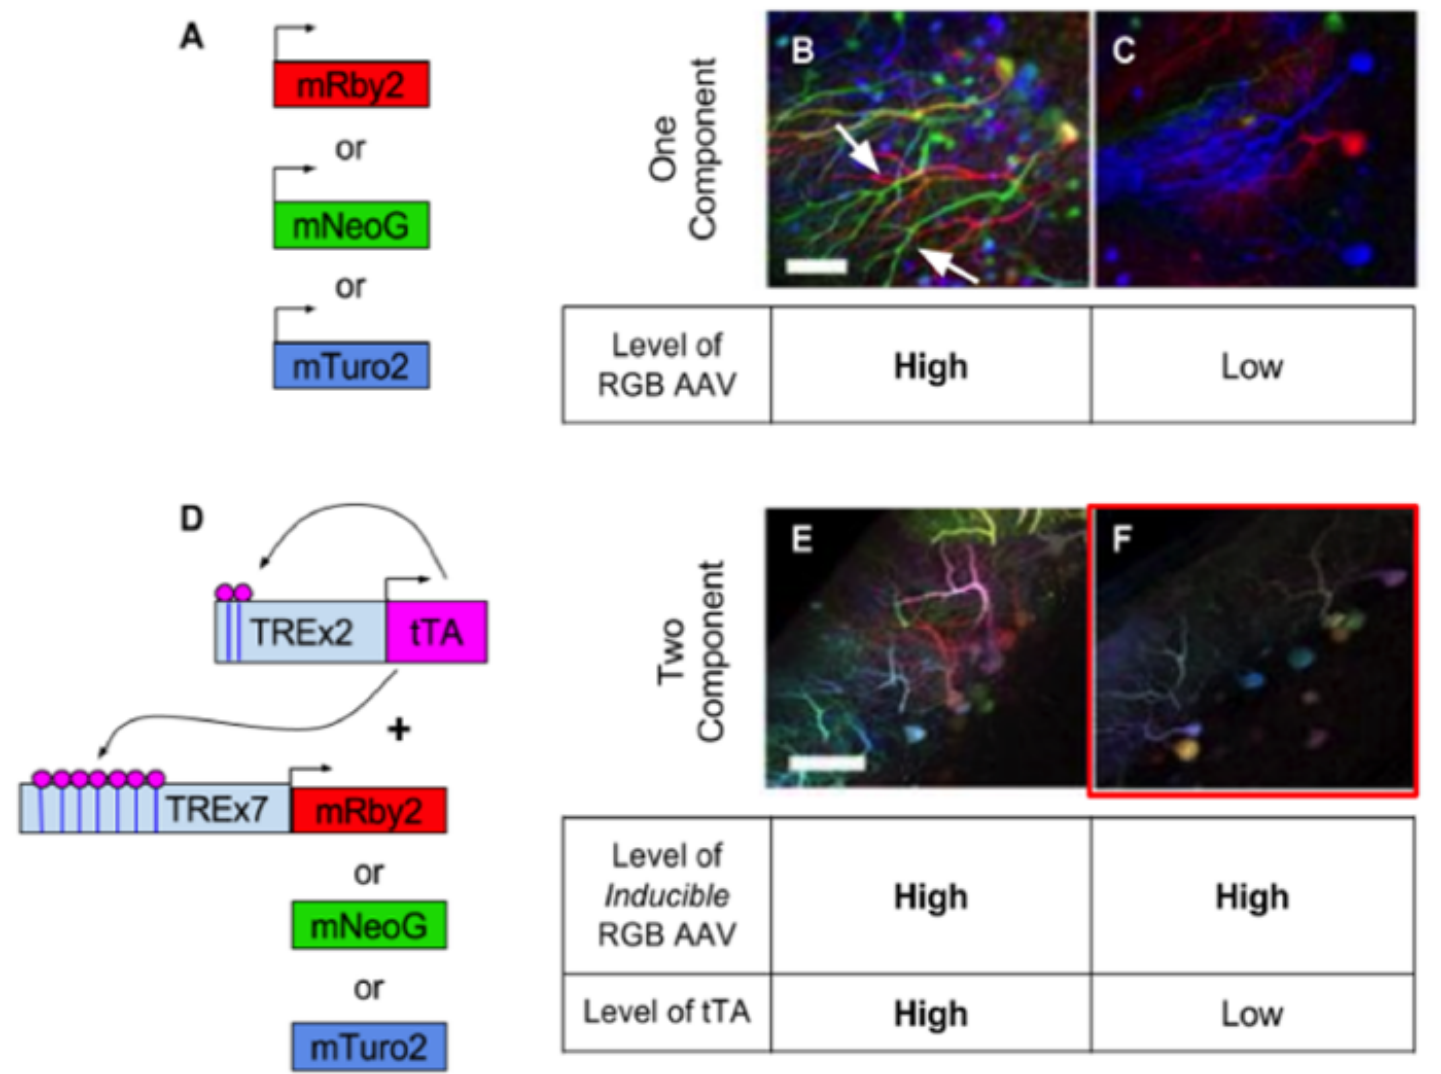 A
mRby2
or
mNeoG
or
mTuro2
One
Component
B
C
Level of
RGB AAV
High
Low
D
TREx2
tTA
+
TREx7
mRby2
or
mNeoG
or
mTuro2
Two
Component
E
F
Level of
Inducible
RGB AAV
High
High
Level of tTA
High
Low